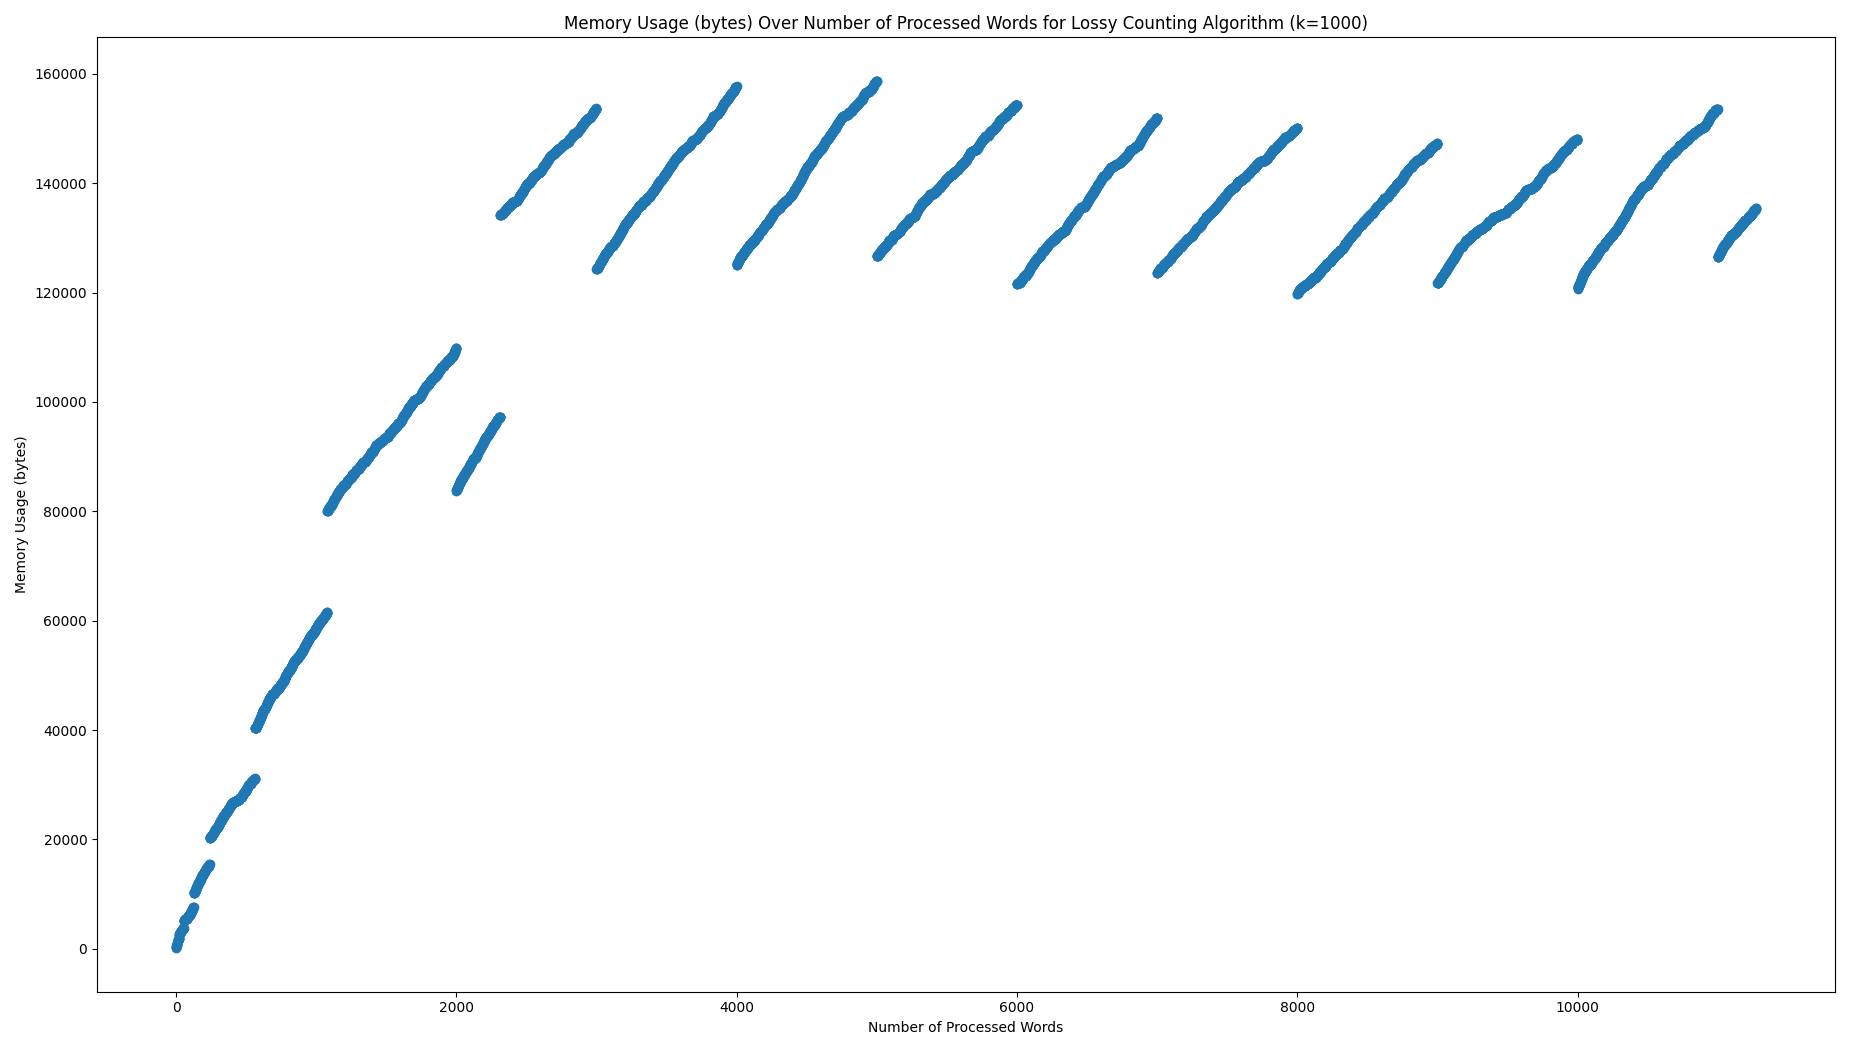 Memory Usage (bytes) Over Number of Processed Words for Lossy Counting Algorithm (k=1000)
160000
140000
120000
100000
80000
60000
40000
20000
0
Memory Usage (bytes)
0 2000 4000 6000 8000 10000
Number of Processed Words